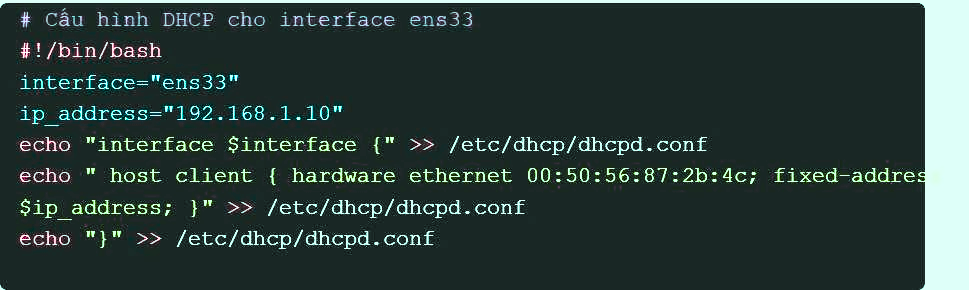 # Cấu hình DHCP cho interface ens33
#!/bin/bash
interface="ens33"
ip_address="192.168.1.10"
echo "interface $interface {" >> /etc/dhcp/dhcpd.conf
echo " host client { hardware ethernet 00:50:56:87:2b:4c; fixed-addres
$ip_address; }" >> /etc/dhcp/dhcpd.conf
echo "}" >> /etc/dhcp/dhcpd.conf